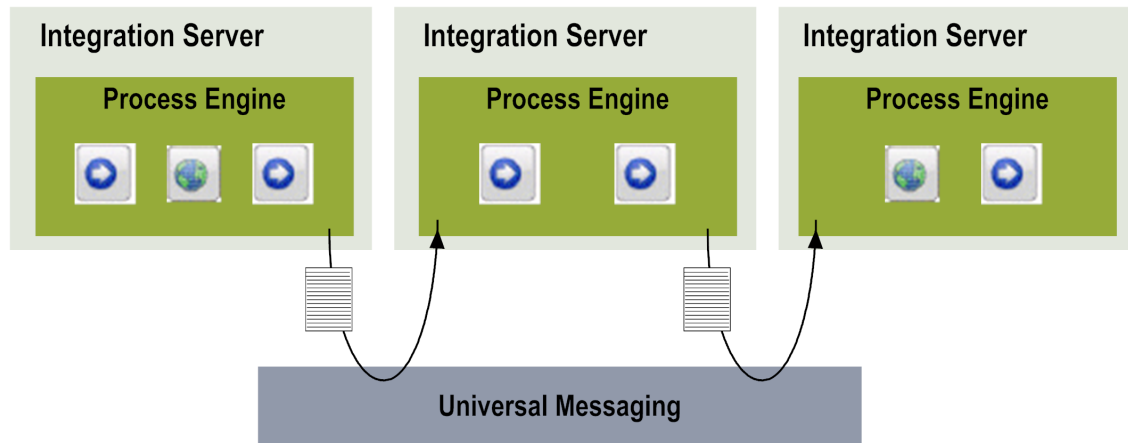 Integration Server
Integration Server
Integration Server
Process Engine
Process Engine
Process Engine
Universal Messaging